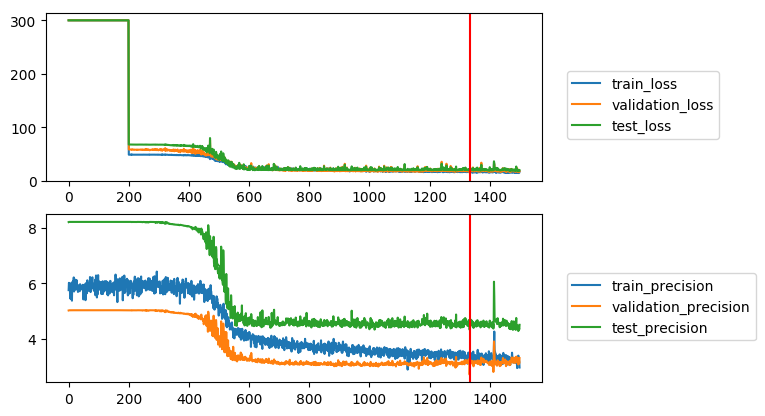 300
200
100
0
0 200 400 600 800 1000 1200 1400
train_loss
validation_loss
test_loss
8
6
4
0 200 400 600 800 1000 1200 1400
train_precision
validation_precision
test_precision